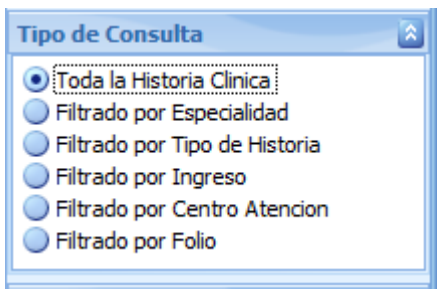 Tipo de Consulta
Toda la Historia Clinica
Filtrado por Especialidad
Filtrado por Tipo de Historia
Filtrado por Ingreso
Filtrado por Centro Atencion
Filtrado por Folio